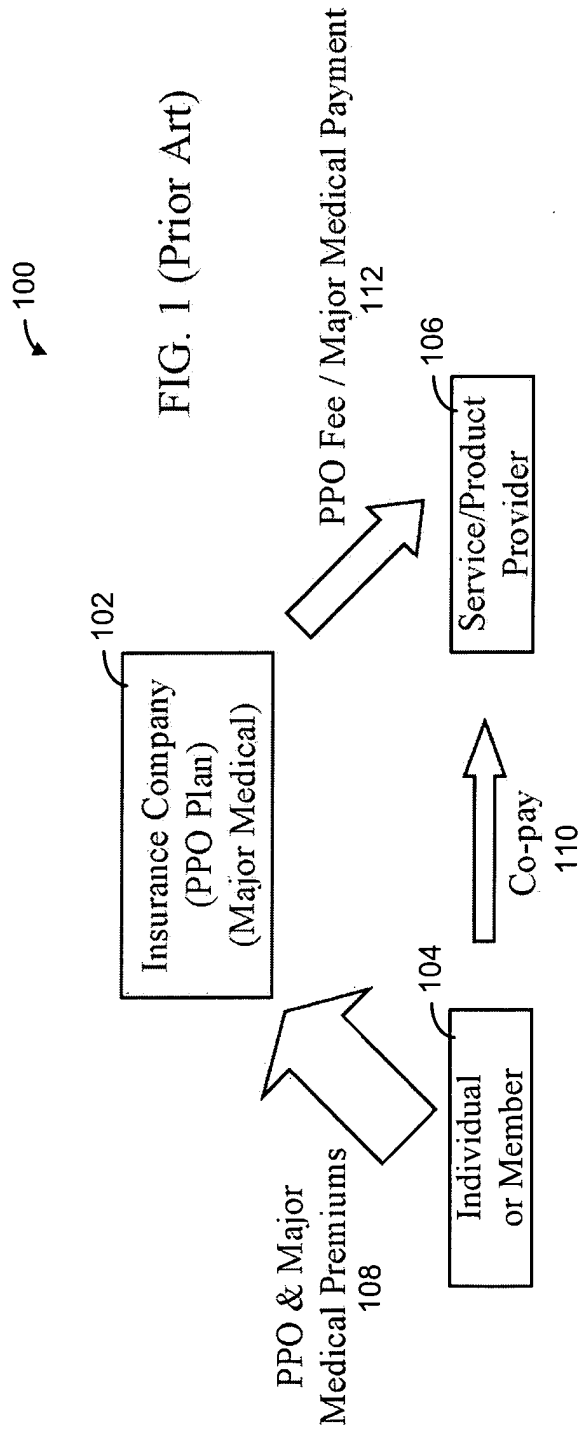 100
FIG. 1 (Prior Art)
102
Insurance Company
(PPO Plan)
(Major Medical)
PPO & Major
Medical Premiums
108
PPO Fee / Major Medical Payment
112
104
Individual
or Member
Co-pay
110
106
Service/Product
Provider